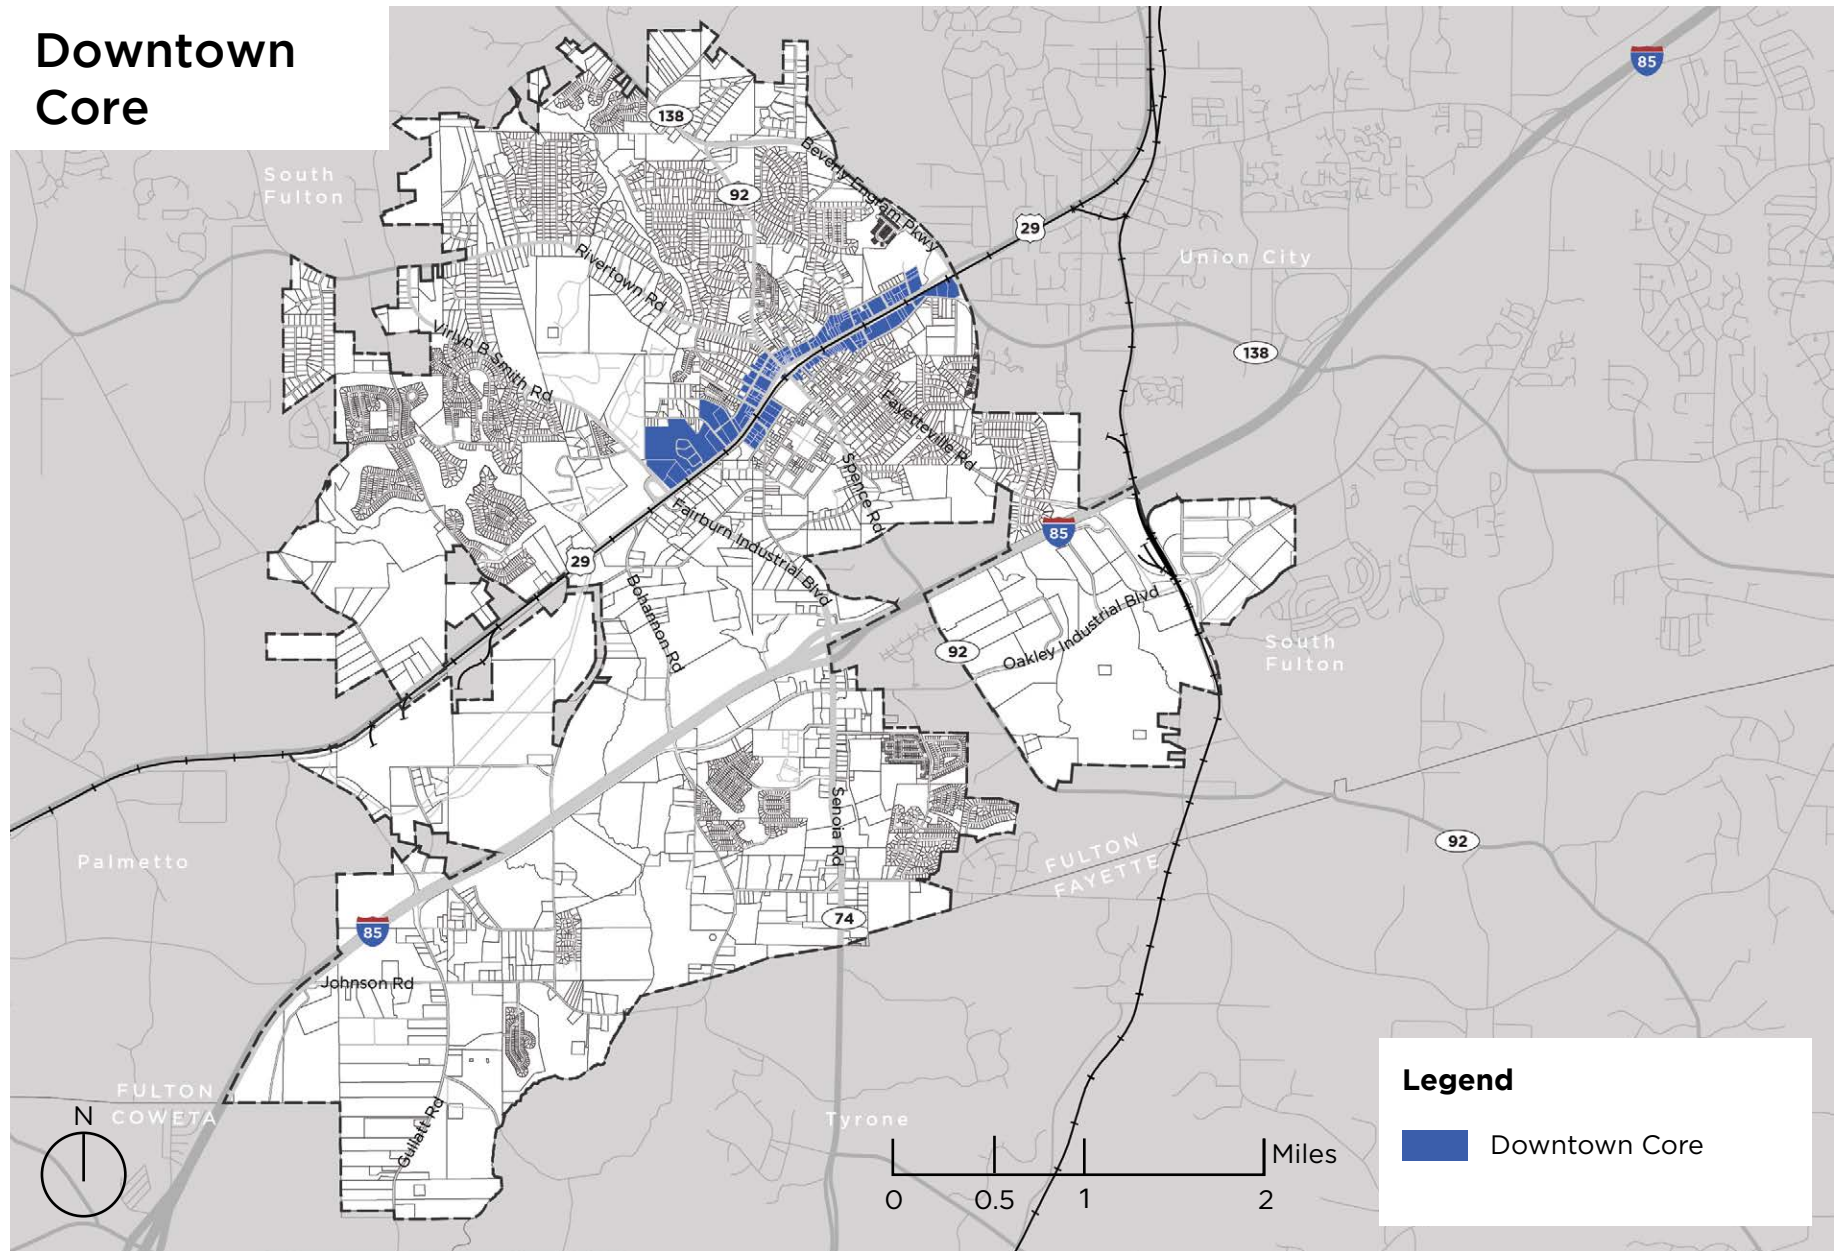 Downtown
Core
85
138
South
Fulton
Beverly Engram Pkwy
92
29
Union City
Rivertown Rd
Virlyn B Smith Rd
138
Fayetteville Rd
Spence Rd
Fairburn Industrial Blvd
85
29
Bohannon Rd
Oakley Industrial Blvd
92
South
Fulton
Senoia Rd
92
Palmetto
FULTON
FAYETTE
74
85
Johnson Rd
FULTON
COWETA
N
Gullatt Rd
Tyrone
Miles
0
0.5
1
2
Legend
Downtown Core